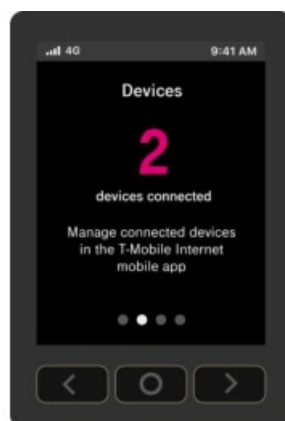 4G 9:41 AM
Devices
2
devices connected
Manage connected devices
in the T-Mobile Internet
mobile app